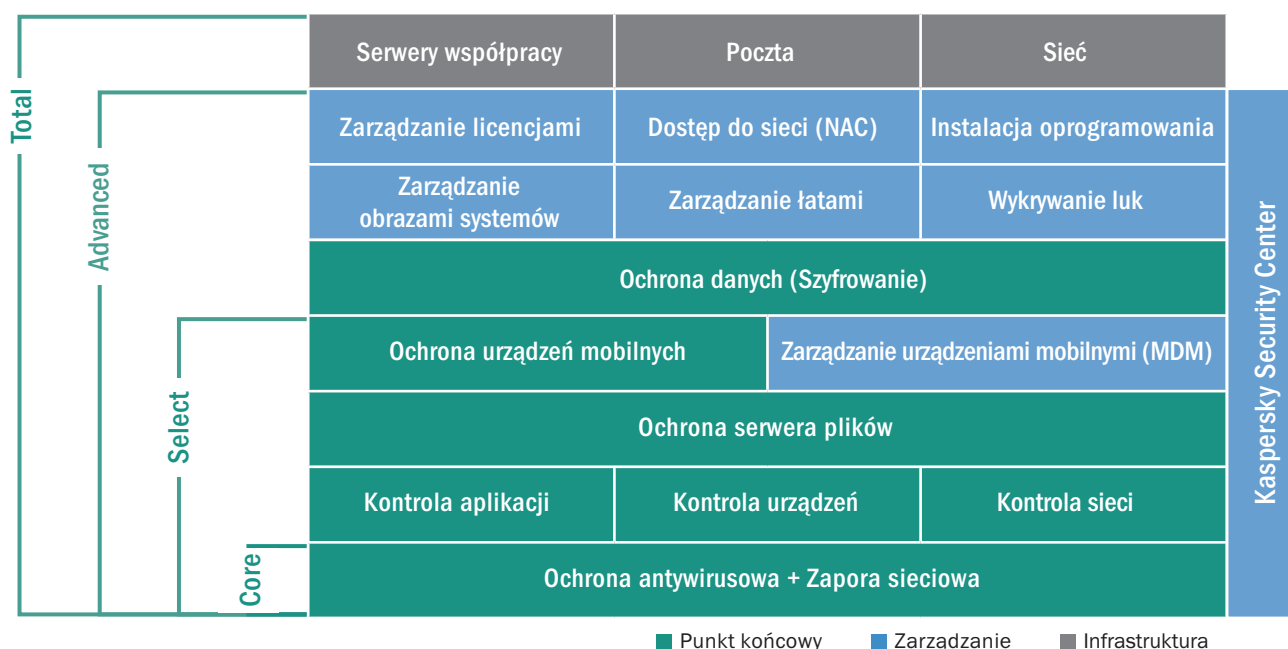 Serwery współpracy
Poczta
Sieć
Zarządzanie licencjami
Dostęp do sieci (NAC)
Instalacja oprogramowania
Zarządzanie
obrazami systemów
Zarządzanie łatami
Wykrywanie luk
Ochrona danych (Szyfrowanie)
Ochrona urządzeń mobilnych
Zarządzanie urządzeniami mobilnymi (MDM)
Ochrona serwera plików
Kontrola aplikacji
Kontrola urządzeń
Kontrola sieci
Ochrona antywirusowa + Zapora sieciowa
Total
Advanced
Select
Core
Kaspersky Security Center
Punkt końcowy
Zarządzanie
Infrastruktura